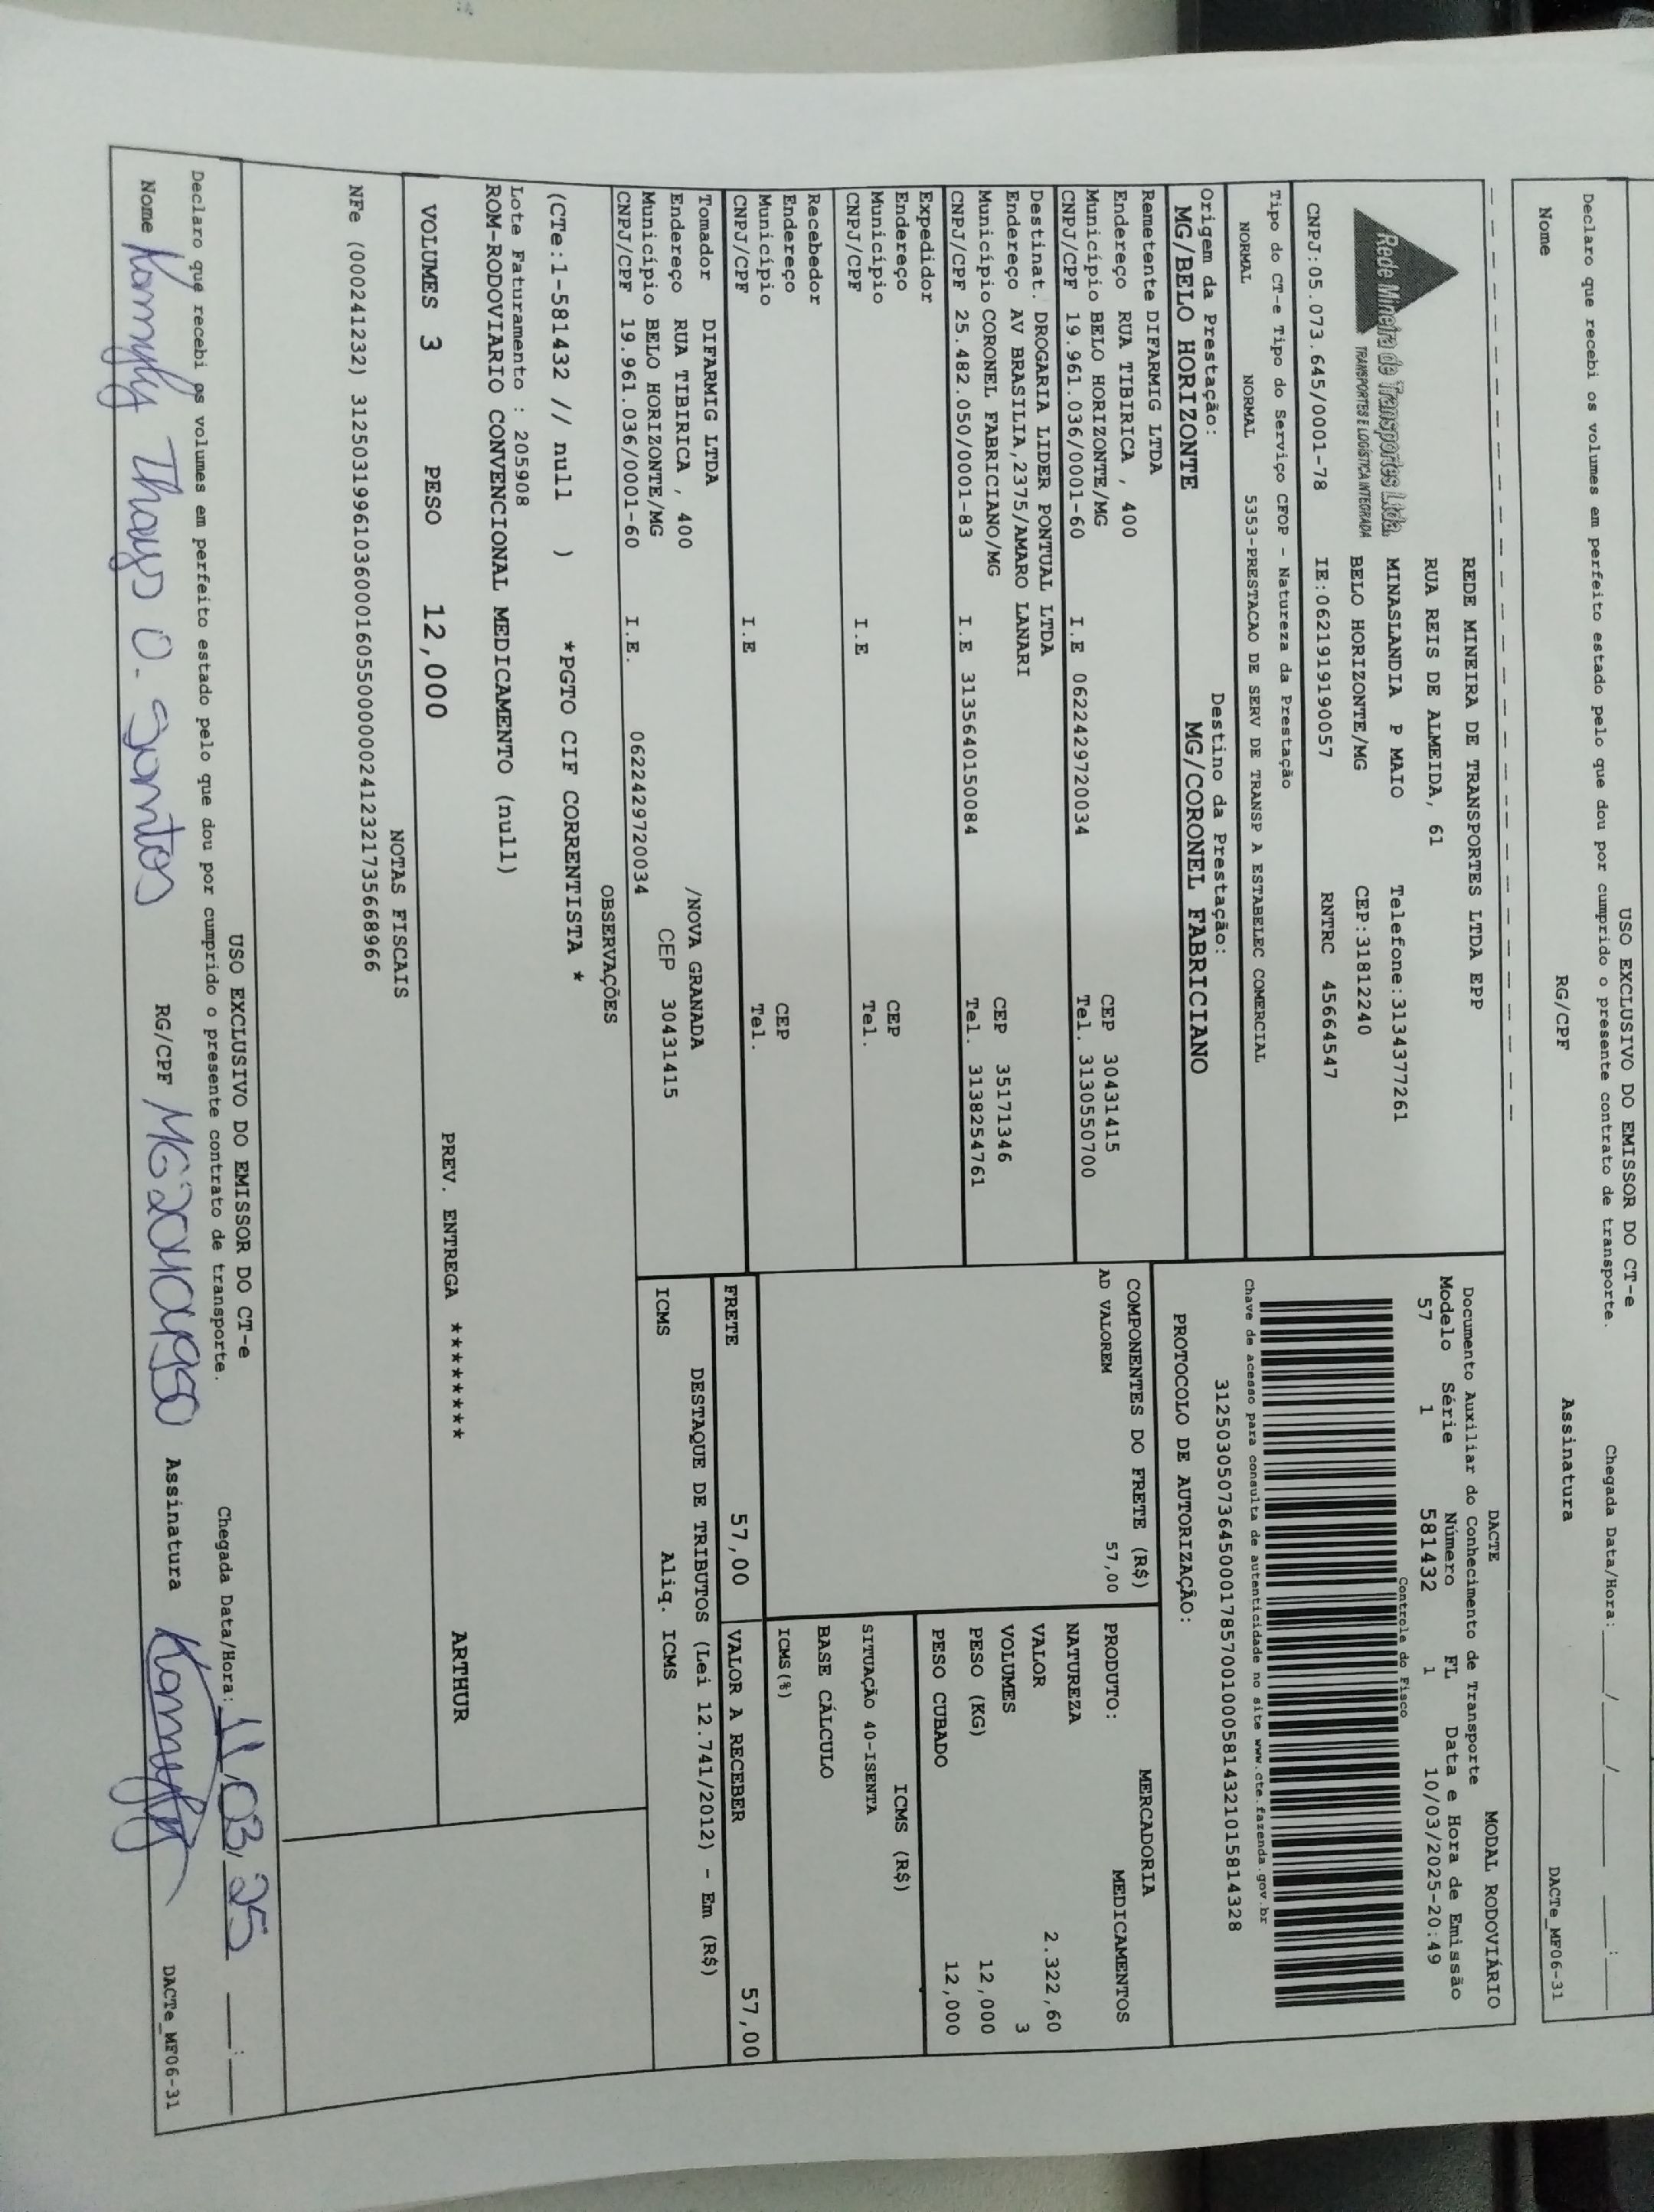 USO EXCLUSIVO DO EMISSOR DO CT-e
Declaro que recebi os volumes em perfeito estado pelo que dou por cumprido o presente contrato de transporte. Chegada Data/Hora: ____/____/______ ____:____
Nome RG/CPF Assinatura DACTe_MF06-31
Rede Mineira de Transportes Ltda.
TRANSPORTES E LOGÍSTICA INTEGRADA
REDE MINEIRA DE TRANSPORTES LTDA EPP
RUA REIS DE ALMEIDA, 61
MINASLANDIA P MAIO Telefone:3134377261
BELO HORIZONTE/MG CEP:31812240
CNPJ:05.073.645/0001-78 IE:0621919190057 RNTRC 45664547
DACTE MODAL RODOVIÁRIO
Documento Auxiliar do Conhecimento de Transporte
Modelo Série Número FL Data e Hora de Emissão
57 1 581432 1 10/03/2025-20:49
Controle do Fisco
Chave de acesso para consulta de autenticidade no site www.cte.fazenda.gov.br
31250305073645000178570010005814321015814328
PROTOCOLO DE AUTORIZAÇÃO:
Tipo do CT-e Tipo do Serviço CFOP - Natureza da Prestação
NORMAL NORMAL 5353-PRESTACAO DE SERV DE TRANSP A ESTABELEC COMERCIAL
Origem da Prestação: Destino da Prestação:
MG/BELO HORIZONTE MG/CORONEL FABRICIANO
Remetente DIFARMIG LTDA
Endereço RUA TIBIRICA , 400
Município BELO HORIZONTE/MG CEP 30431415
CNPJ/CPF 19.961.036/0001-60 I.E 0622429720034 Tel. 3130550700
Destinat. DROGARIA LIDER PONTUAL LTDA
Endereço AV BRASILIA,2375/AMARO LANARI
Município CORONEL FABRICIANO/MG CEP 35171346
CNPJ/CPF 25.482.050/0001-83 I.E 3135640150084 Tel. 3138254761
Expedidor
Endereço
Município CEP
CNPJ/CPF I.E Tel.
Recebedor
Endereço
Município CEP
CNPJ/CPF I.E Tel.
Tomador DIFARMIG LTDA
Endereço RUA TIBIRICA , 400 /NOVA GRANADA
Município BELO HORIZONTE/MG CEP 30431415
CNPJ/CPF 19.961.036/0001-60 I.E. 0622429720034
COMPONENTES DO FRETE (R$)
AD VALOREM 57,00
MERCADORIA
PRODUTO: MEDICAMENTOS
NATUREZA
VALOR 2.322,60
VOLUMES 3
PESO (KG) 12,000
PESO CUBADO 12,000
ICMS (R$)
SITUAÇÃO 40-ISENTA
BASE CÁLCULO
ICMS(%)
FRETE 57,00 VALOR A RECEBER 57,00
DESTAQUE DE TRIBUTOS (Lei 12.741/2012) - Em (R$)
ICMS Aliq. ICMS
OBSERVAÇÕES
(CTe:1-581432 // null ) *PGTO CIF CORRENTISTA *
Lote Faturamento : 205908
ROM-RODOVIARIO CONVENCIONAL MEDICAMENTO (null)
VOLUMES 3 PESO 12,000 PREV. ENTREGA ******** ARTHUR
NOTAS FISCAIS
NFe (000241232) 31250319961036000160550000002412321735668966
USO EXCLUSIVO DO EMISSOR DO CT-e
Declaro que recebi os volumes em perfeito estado pelo que dou por cumprido o presente contrato de transporte. Chegada Data/Hora: 11/03/25 ____:____
Nome Thays O. Santos RG/CPF Assinatura DACTe_MF06-31